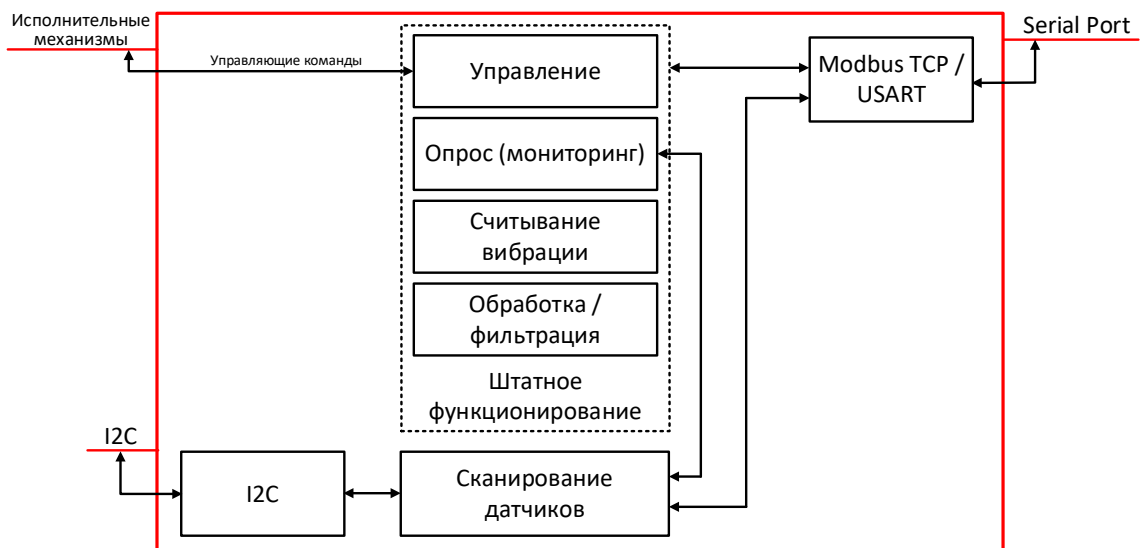 Исполнительные
механизмы
Serial Port
Управляющие команды
Управление
Modbus TCP /
USART
Опрос (мониторинг)
Считывание
вибрации
Обработка /
фильтрация
Штатное
функционирование
I2C
I2C
Сканирование
датчиков